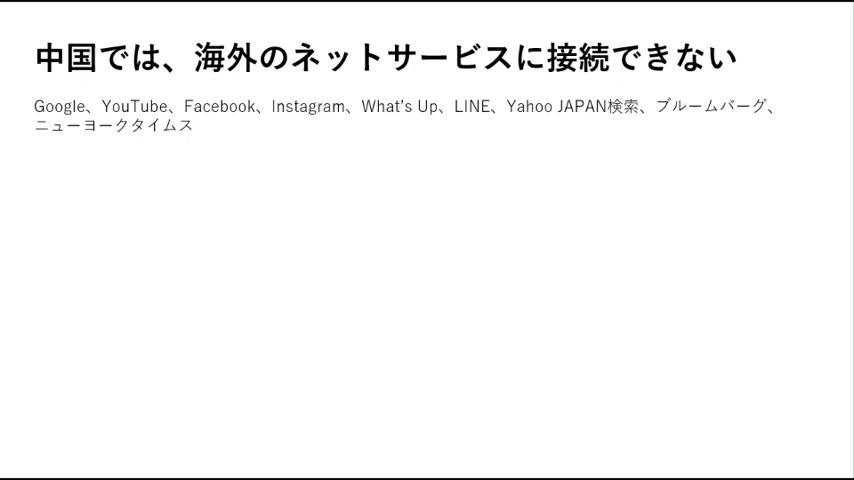 中国では、海外のネットサービスに接続できない
Google、YouTube、Facebook、Instagram、What's Up、LINE、Yahoo JAPAN検索、ブルームバーグ、
ニューヨークタイムス